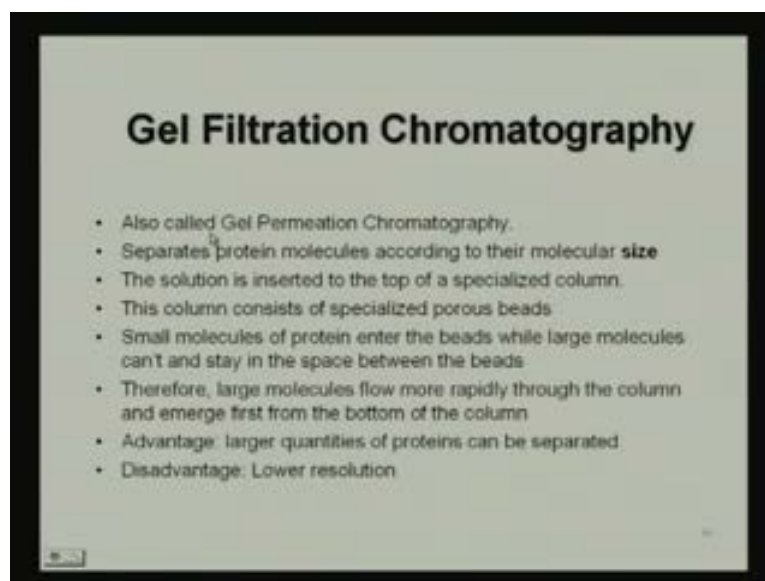 Gel Filtration Chromatography
• Also called Gel Permeation Chromatography.
• Separates protein molecules according to their molecular size
• The solution is inserted to the top of a specialized column.
• This column consists of specialized porous beads
• Small molecules of protein enter the beads while large molecules
can't and stay in the space between the beads
• Therefore, large molecules flow more rapidly through the column
and emerge first from the bottom of the column
• Advantage: larger quantities of proteins can be separated
• Disadvantage: Lower resolution